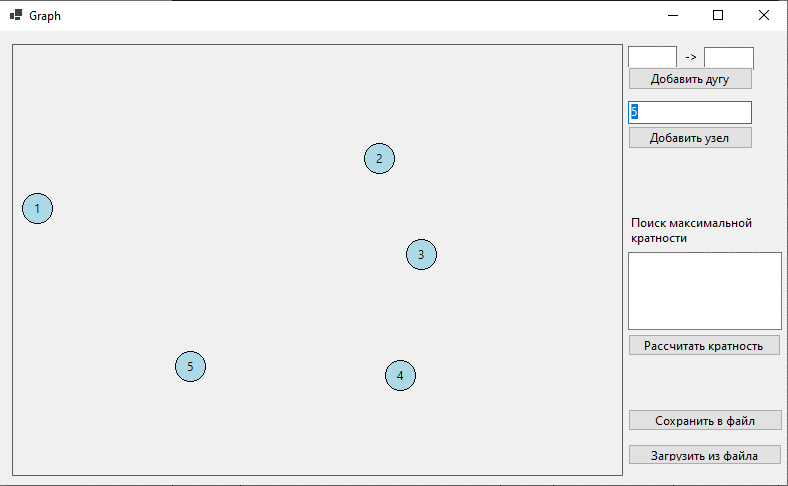 Graph
->
Добавить дугу
5
Добавить узел
Поиск максимальной
кратности
Рассчитать кратность
Сохранить в файл
Загрузить из файла
1
2
3
5
4